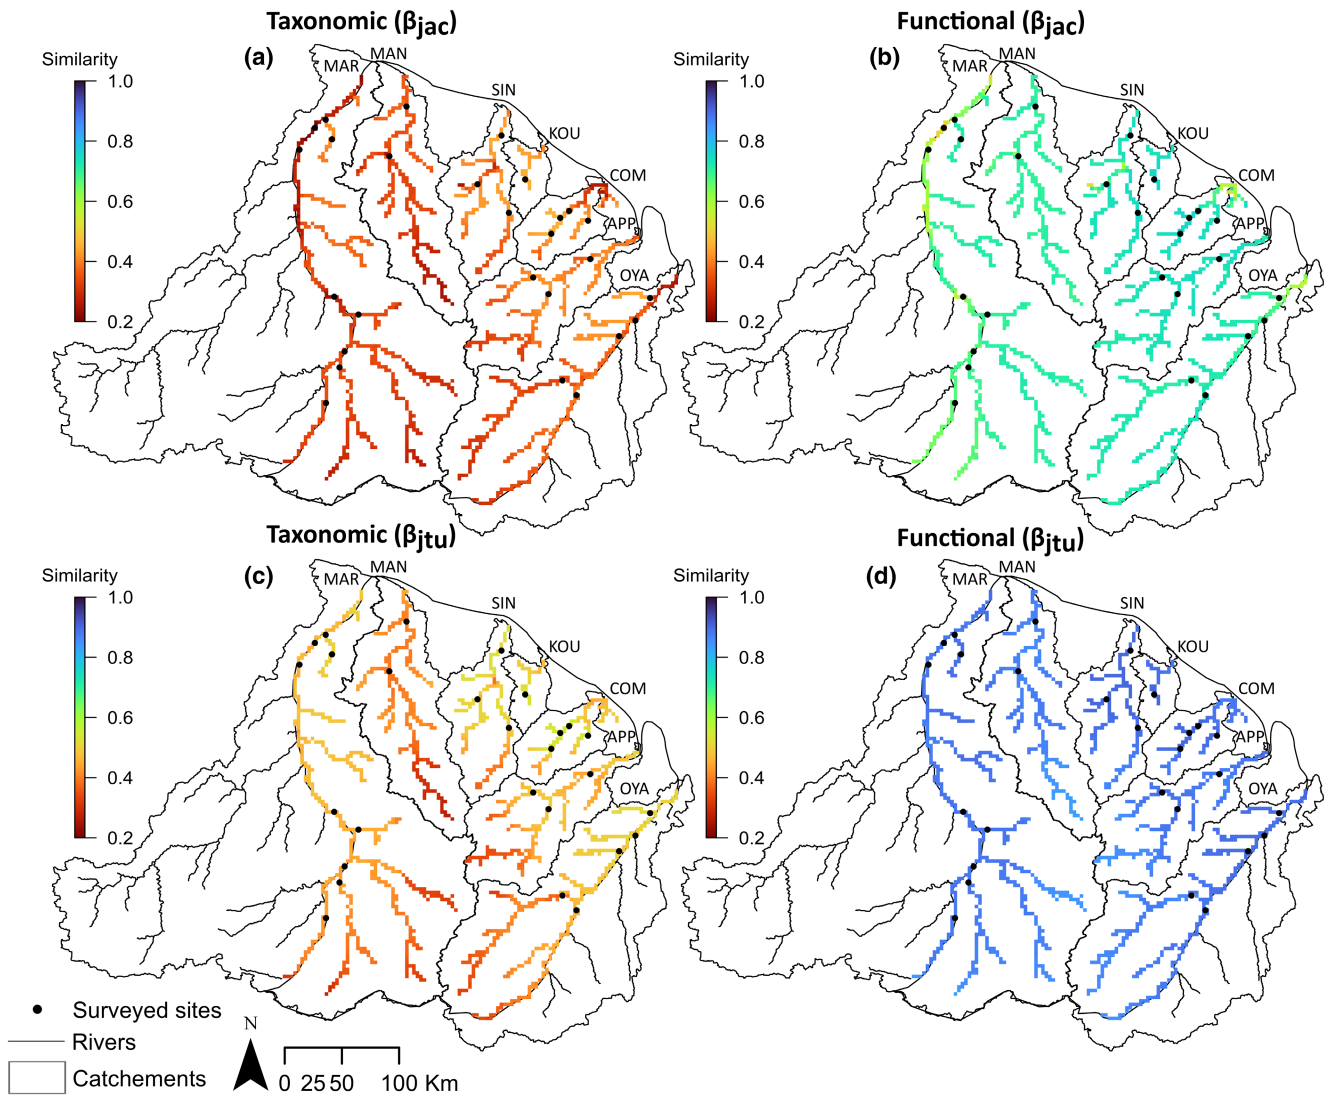 Taxonomic (βjac)
Similarity
(a)
MAN
MAR
SIN
KOU
COM
APP
OYA
1.0
0.8
0.6
0.4
0.2
Functional (βjac)
Similarity
(b)
MAN
MAR
SIN
KOU
COM
APP
OYA
1.0
0.8
0.6
0.4
0.2
Taxonomic (βjtu)
Similarity
(c)
MAR
MAN
SIN
KOU
COM
APP
OYA
1.0
0.8
0.6
0.4
0.2
Functional (βjtu)
Similarity
(d)
MAR
MAN
SIN
KOU
COM
APP
OYA
1.0
0.8
0.6
0.4
0.2
Surveyed sites
Rivers
Catchements
N
0 25 50 100 Km